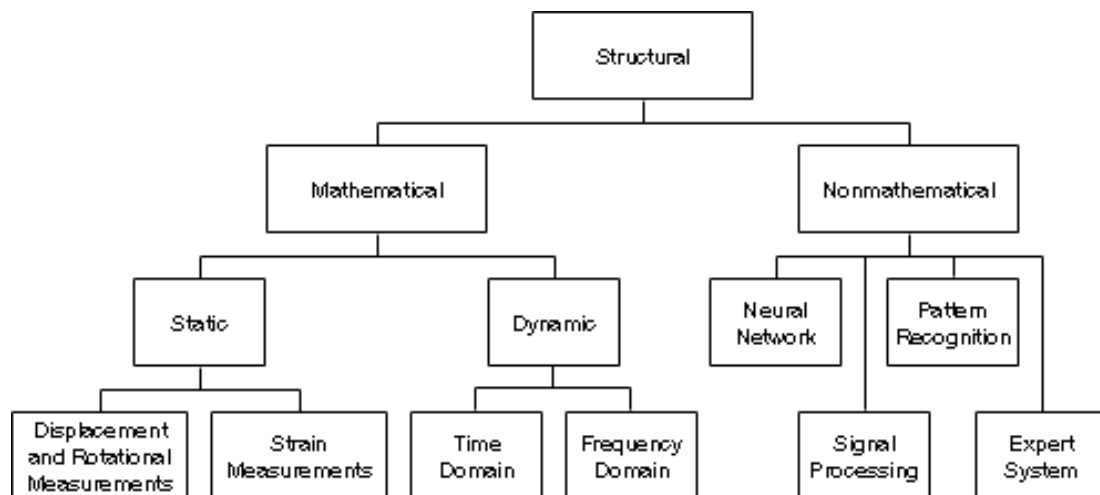 Structural
Mathematical
Nonmathematical
Static
Dynamic
Neural
Network
Pattern
Recognition
Displacement
and Rotational
Measurements
Strain
Measurements
Time
Domain
Frequency
Domain
Signal
Processing
Expert
System